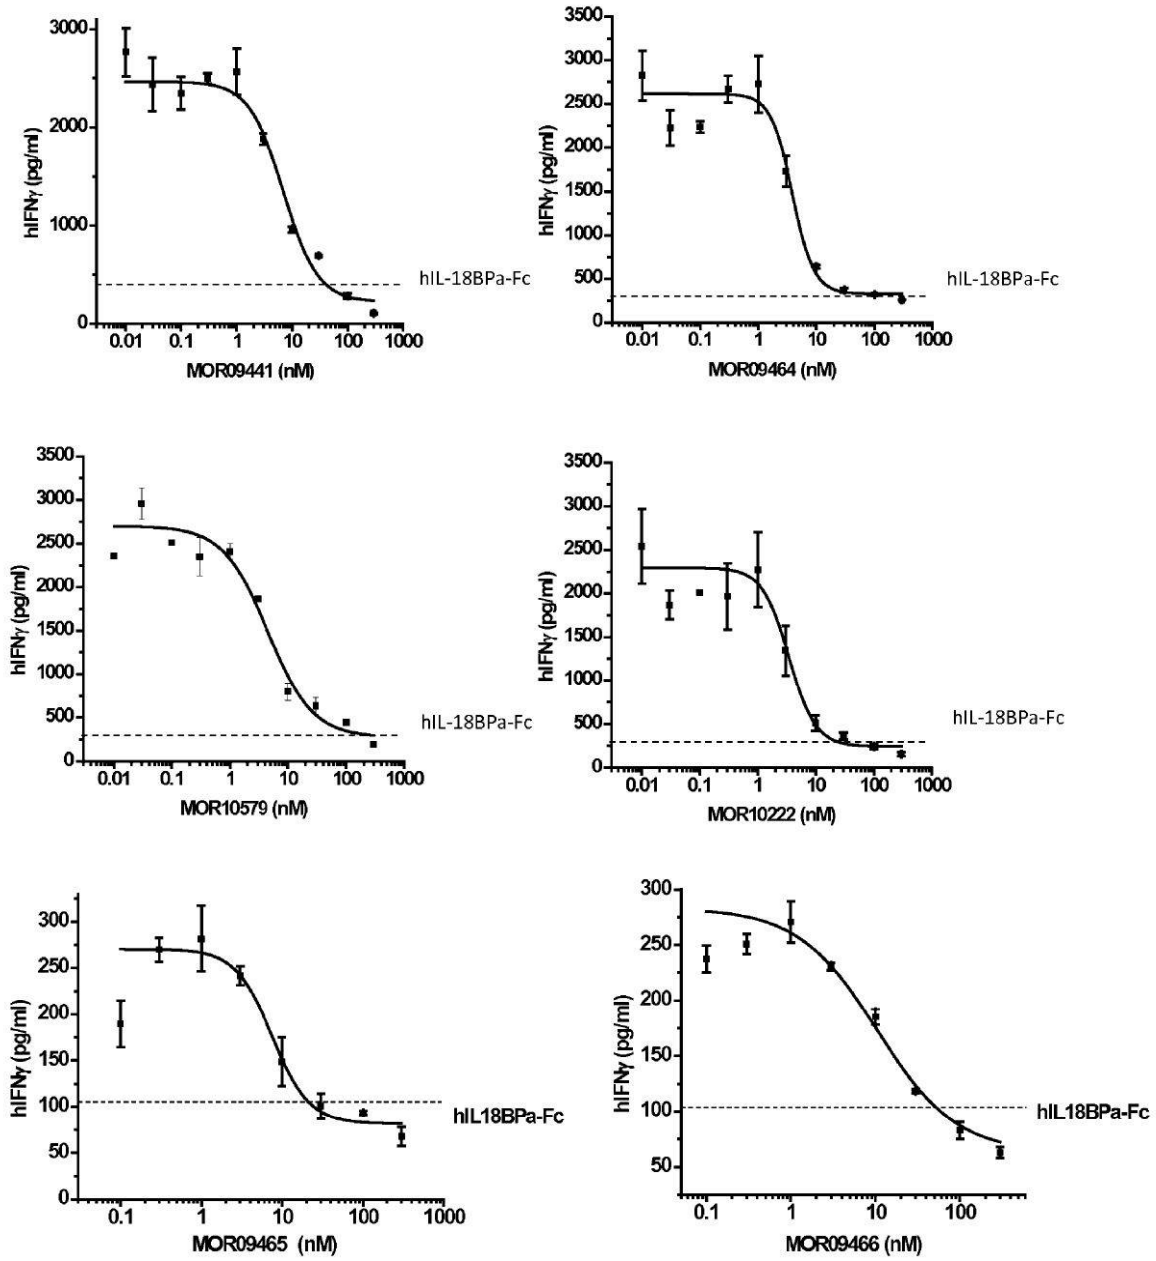 3000
2000
1000
0
hIFNγ (pg/ml)
0.01 0.1 1 10 100 1000
MOR09441 (nM)
hIL-18BPa-Fc
3500
3000
2500
2000
1500
1000
500
0
hIFNγ (pg/ml)
0.01 0.1 1 10 100 1000
MOR09464 (nM)
hIL-18BPa-Fc
3500
3000
2500
2000
1500
1000
500
0
hIFNγ (pg/ml)
0.01 0.1 1 10 100 1000
MOR10579 (nM)
hIL-18BPa-Fc
3500
3000
2500
2000
1500
1000
500
0
hIFNγ (pg/ml)
0.01 0.1 1 10 100 1000
MOR10222 (nM)
hIL-18BPa-Fc
300
250
200
150
100
50
0
hIFNγ (pg/ml)
0.1 1 10 100 1000
MOR09465 (nM)
hIL18BPa-Fc
300
250
200
150
100
50
hIFNγ (pg/ml)
0.1 1 10 100
MOR09466 (nM)
hIL18BPa-Fc